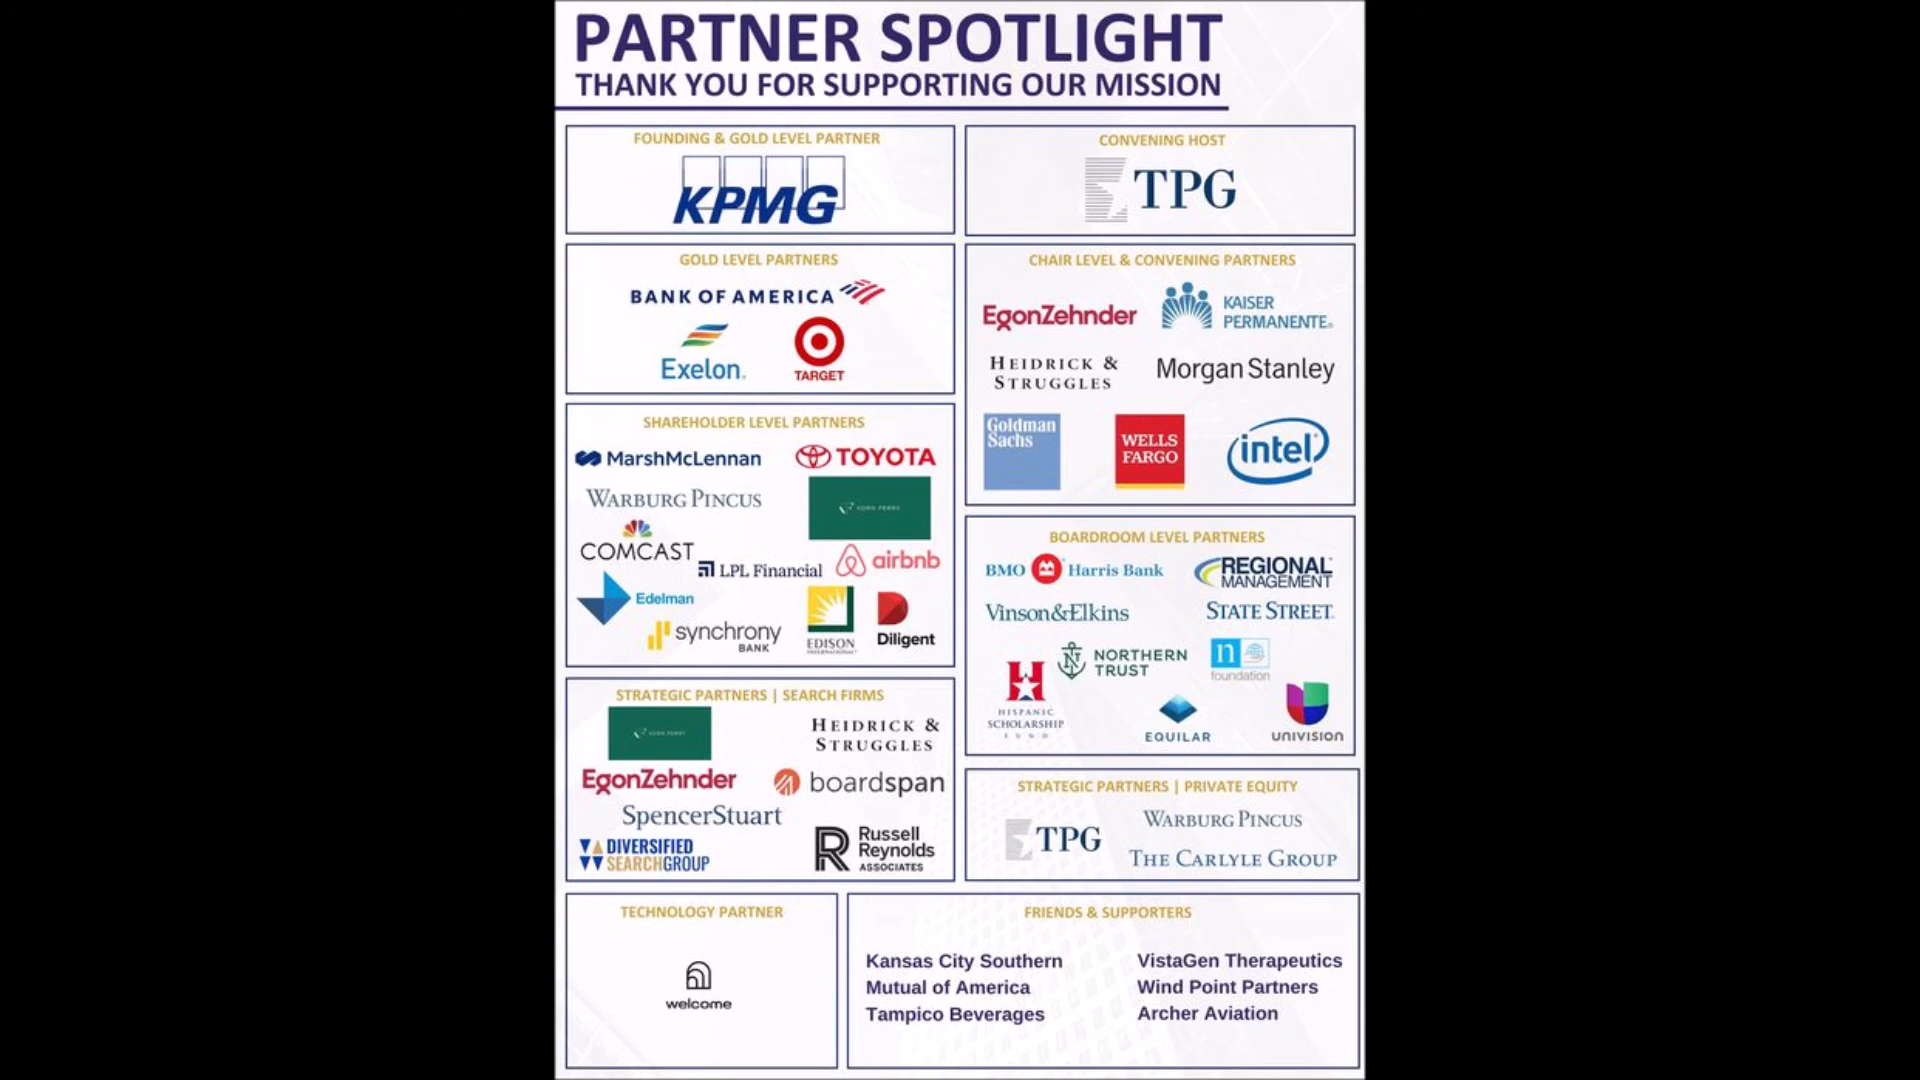 PARTNER SPOTLIGHT
THANK YOU FOR SUPPORTING OUR MISSION
FOUNDING & GOLD LEVEL PARTNER
KPMG
CONVENING HOST
TPG
GOLD LEVEL PARTNERS
BANK OF AMERICA
Exelon.
TARGET
CHAIR LEVEL & CONVENING PARTNERS
EgonZehnder
KAISER
PERMANENTE®
HEIDRICK &
STRUGGLES
Morgan Stanley
Goldman
Sachs
WELLS
FARGO
intel
SHAREHOLDER LEVEL PARTNERS
MarshMcLennan
TOYOTA
WARBURG PINCUS
KORN FERRY
COMCAST
LPL Financial
airbnb
Edelman
synchrony
BANK
EDISON
INTERNATIONAL
Diligent
BOARDROOM LEVEL PARTNERS
BMO Harris Bank
REGIONAL
MANAGEMENT
Vinson&Elkins
STATE STREET.
NORTHERN
TRUST
n
foundation
HISPANIC
SCHOLARSHIP
FUND
EQUILAR
UNIVISION
STRATEGIC PARTNERS | SEARCH FIRMS
KORN FERRY
HEIDRICK &
STRUGGLES
EgonZehnder
boardspan
SpencerStuart
DIVERSIFIED
SEARCHGROUP
Russell
Reynolds
ASSOCIATES
STRATEGIC PARTNERS | PRIVATE EQUITY
TPG
WARBURG PINCUS
THE CARLYLE GROUP
TECHNOLOGY PARTNER
welcome
FRIENDS & SUPPORTERS
Kansas City Southern
Mutual of America
Tampico Beverages
VistaGen Therapeutics
Wind Point Partners
Archer Aviation